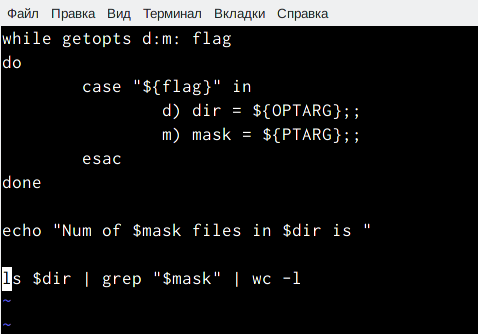 Файл Правка Вид Терминал Вкладки Справка
while getopts d:m: flag
do
case "${flag}" in
d) dir = ${OPTARG};;
m) mask = ${PTARG};;
esac
done
echo "Num of $mask files in $dir is "
ls $dir | grep "$mask" | wc -l
~
~